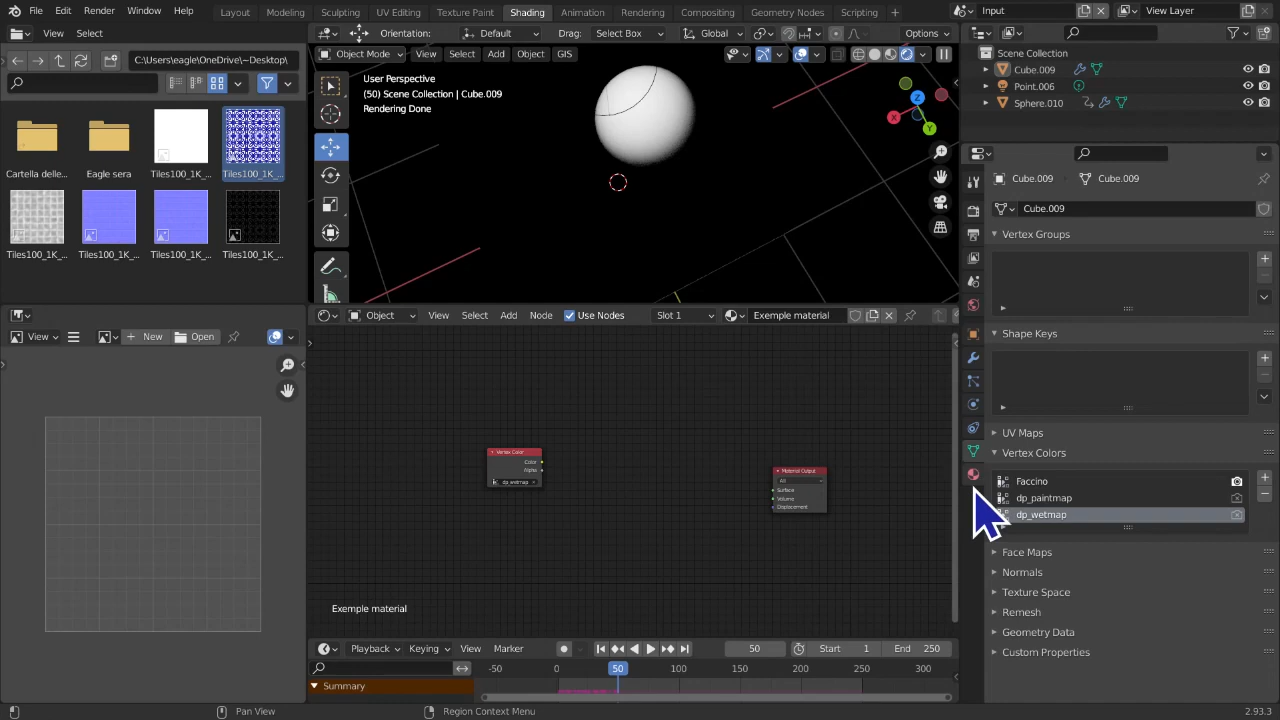 File Edit Render Window Help Layout Modeling Sculpting UV Editing Texture Paint Shading Animation Rendering Compositing Geometry Nodes Scripting + Input View Layer
View Select Orientation: Default Drag: Select Box Global Options
C:\Users\eagle\OneDrive\~Desktop\ Object Mode View Select Add Object GIS Scene Collection
User Perspective
(50) Scene Collection | Cube.009
Rendering Done
Cube.009
Point.006
Sphere.010
X Y Z
Cartella delle... Eagle sera Tiles100_1K_... Tiles100_1K_...
Tiles100_1K_... Tiles100_1K_... Tiles100_1K_... Tiles100_1K_...
Cube.009 Cube.009
Cube.009
Vertex Groups
Shape Keys
UV Maps
Vertex Colors
Faccino
dp_paintmap
dp_wetmap
Face Maps
Normals
Texture Space
Remesh
Geometry Data
Custom Properties
View New Open
Object View Select Add Node Use Nodes Slot 1 Exemple material
Vertex Color
Color
Alpha
dp_wetmap
Material Output
All
Surface
Volume
Displacement
Exemple material
Playback Keying View Marker 50 Start 1 End 250
-50 50 100 150 200 250 300
Summary
Pan View Region Context Menu 2.93.3